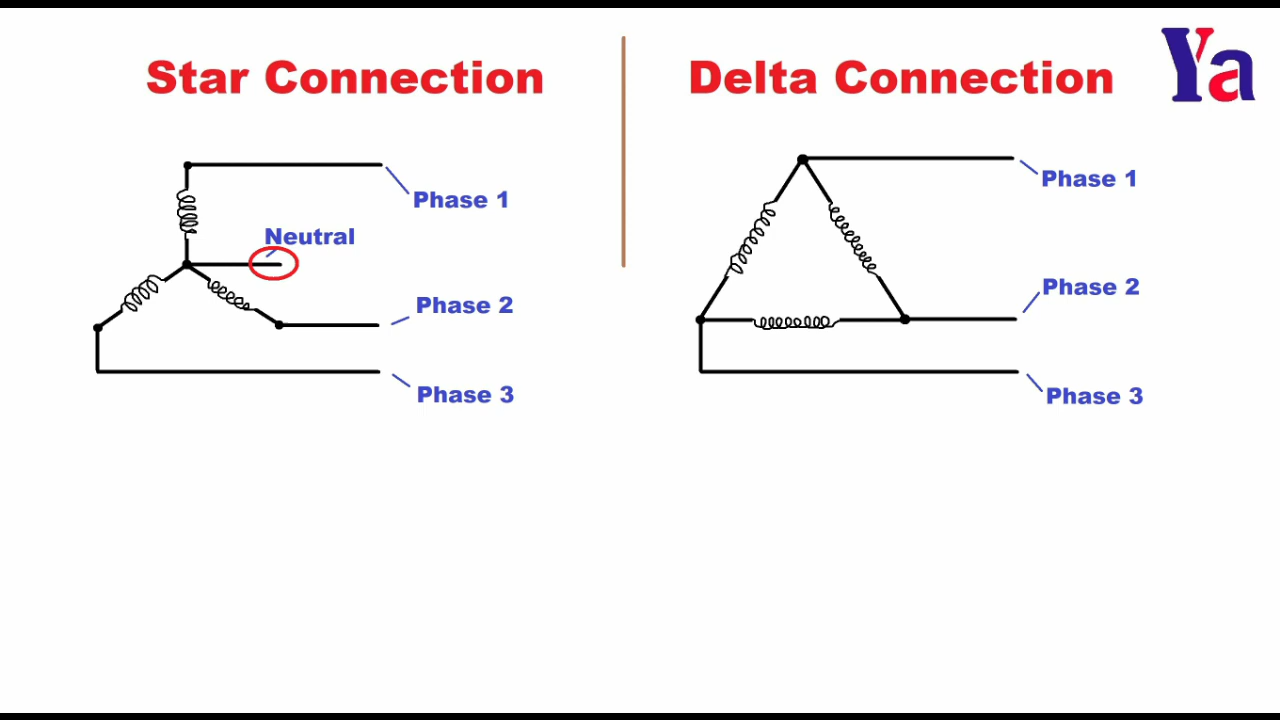 Star Connection
Delta Connection
Ya
Phase 1
Neutral
Phase 2
Phase 3
Phase 1
Phase 2
Phase 3